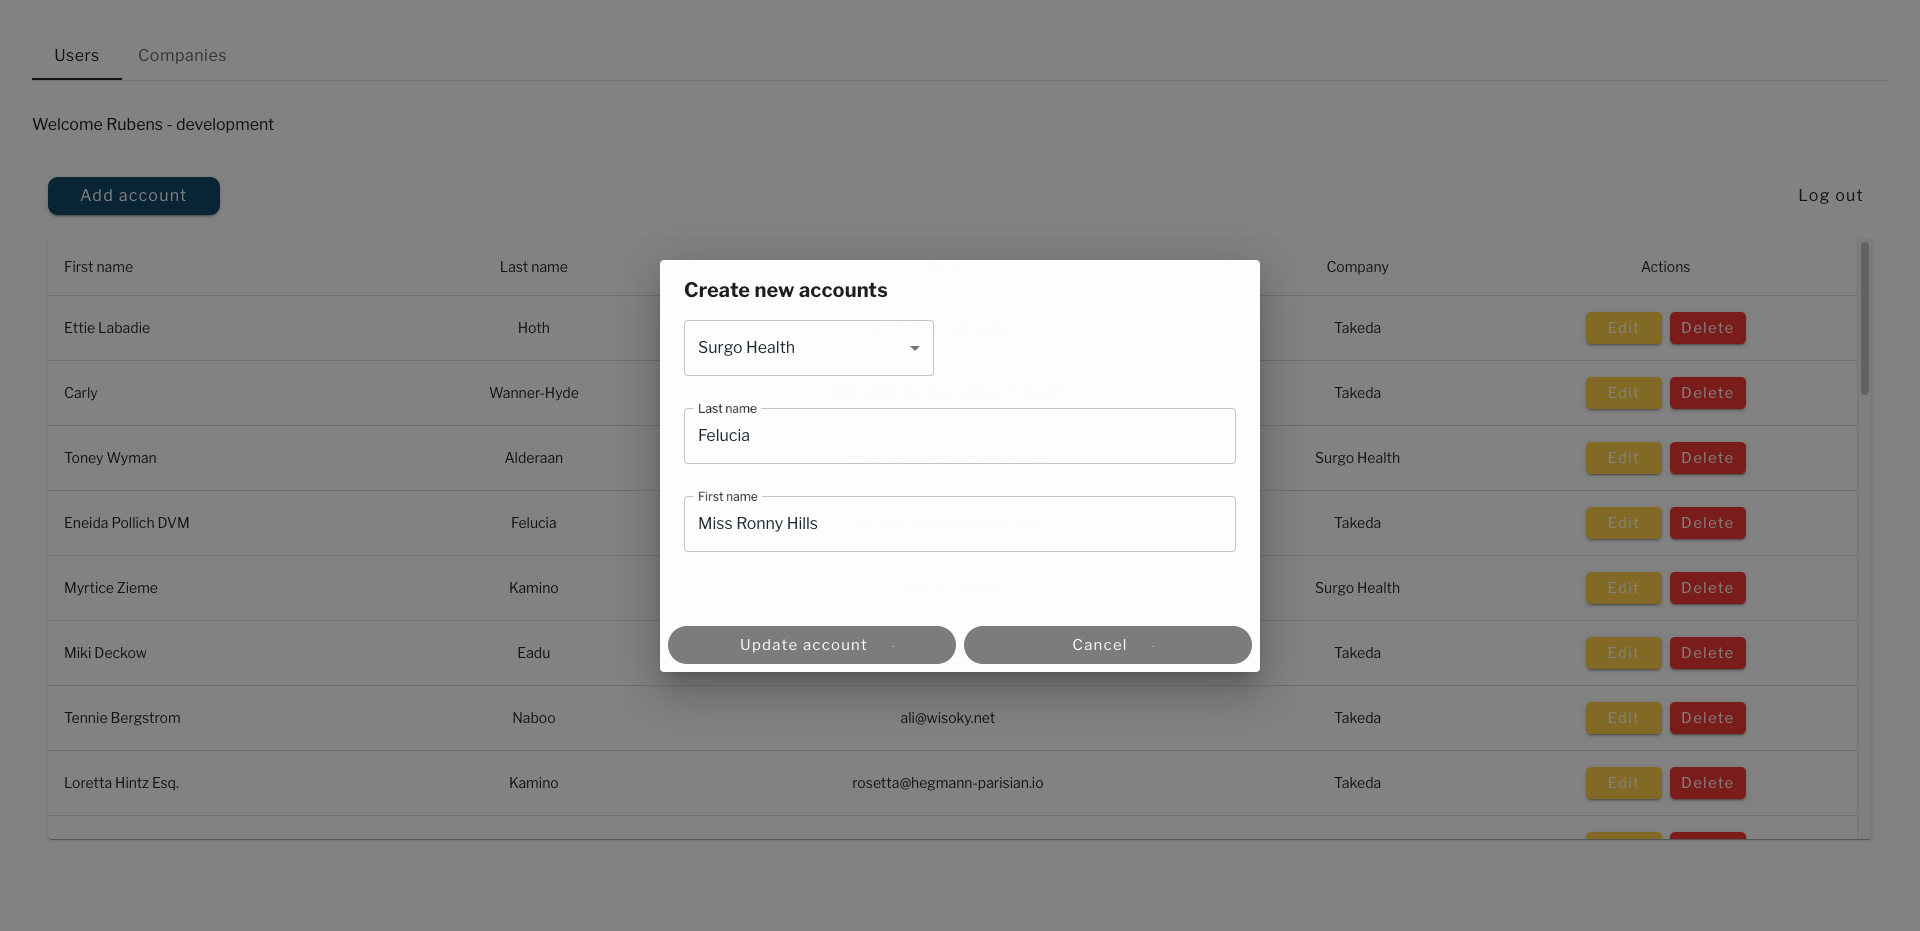 Users Companies
Welcome Rubens - development
Add account Log out
First name Last name Company Actions
Ettie Labadie Hoth Takeda Edit Delete
Carly Wanner-Hyde Takeda Edit Delete
Toney Wyman Alderaan Surgo Health Edit Delete
Eneida Pollich DVM Felucia Takeda Edit Delete
Myrtice Zieme Kamino Surgo Health Edit Delete
Miki Deckow Eadu Takeda Edit Delete
Tennie Bergstrom Naboo ali@wisoky.net Takeda Edit Delete
Loretta Hintz Esq. Kamino rosetta@hegmann-parisian.io Takeda Edit Delete
Create new accounts
Surgo Health
Last name
Felucia
First name
Miss Ronny Hills
Update account Cancel